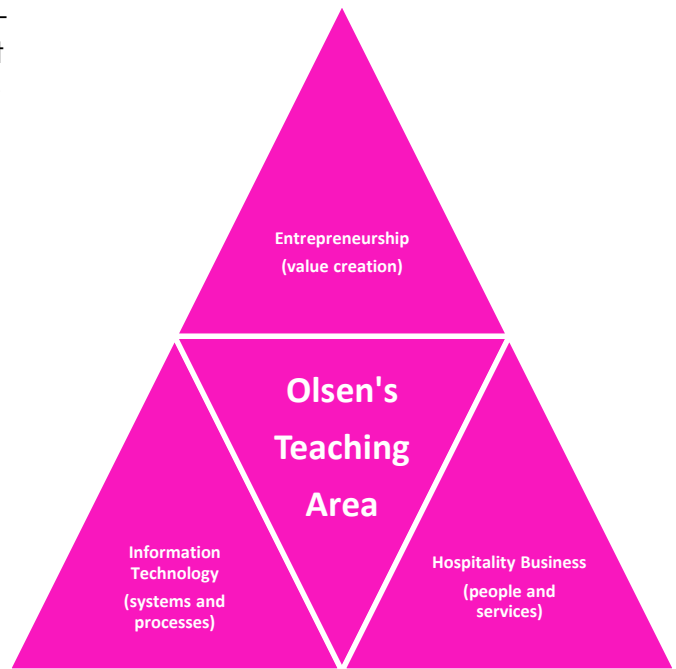 Entrepreneurship
(value creation)
Olsen's
Teaching
Area
Information
Technology
(systems and
processes)
Hospitality Business
(people and
services)